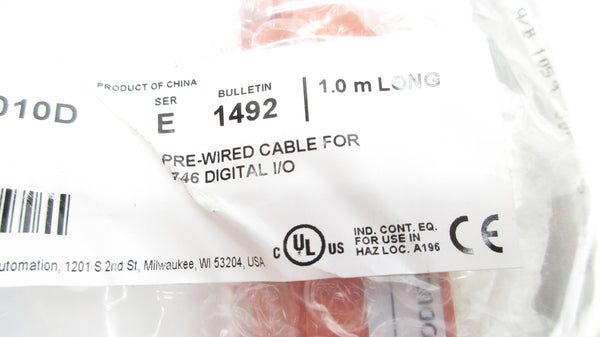 PRODUCT OF CHINA
010D
SER
E
BULLETIN
1492
1.0 m LONG
PRE-WIRED CABLE FOR
1746 DIGITAL I/O
C UL US
IND. CONT. EQ.
FOR USE IN
HAZ LOC. A196
CE
utomation, 1201 S 2nd St, Milwaukee, WI 53204, USA